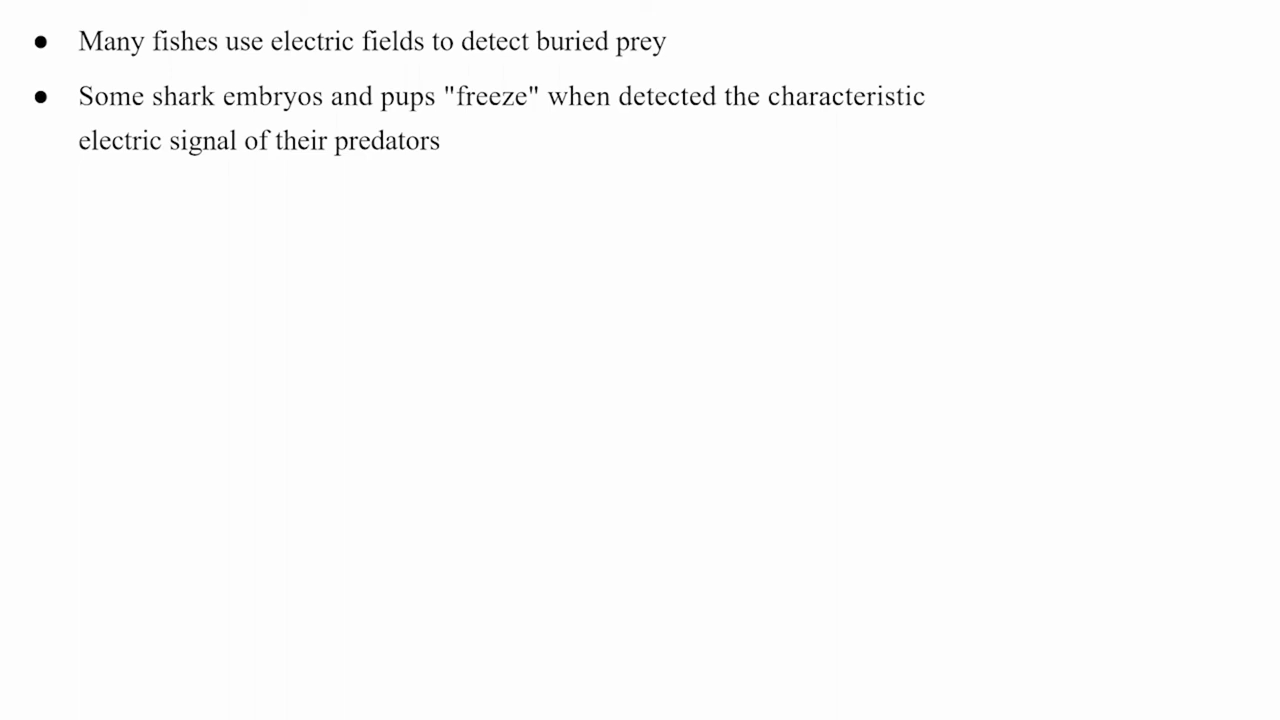 ● Many fishes use electric fields to detect buried prey
● Some shark embryos and pups "freeze" when detected the characteristic
electric signal of their predators